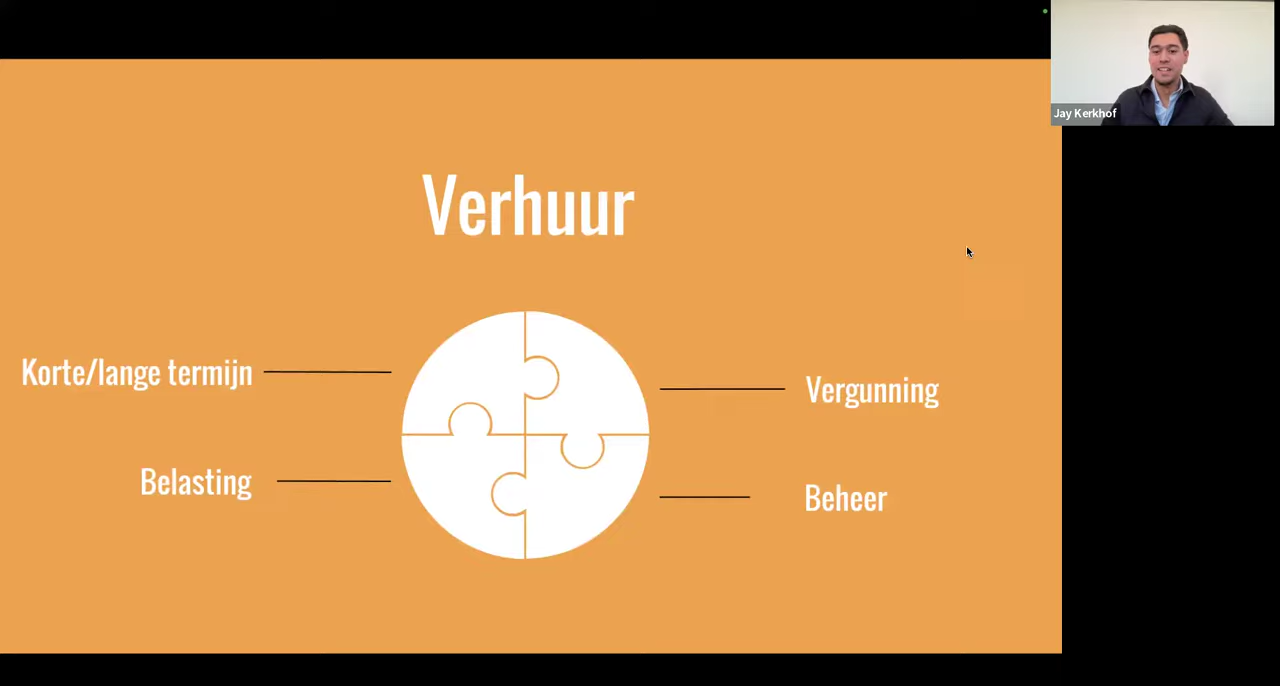 Jay Kerkhof
Verhuur
Korte/lange termijn
Vergunning
Belasting
Beheer